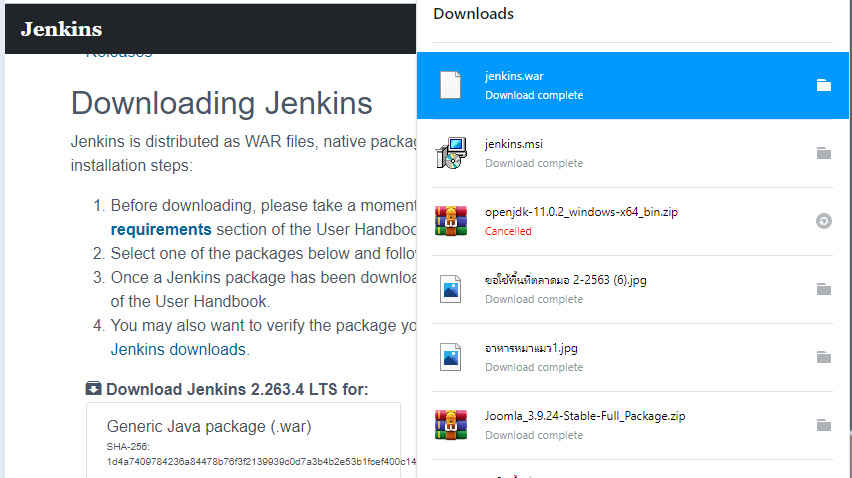 Jenkins
Releases
Downloading Jenkins
Jenkins is distributed as WAR files, native packag
installation steps:
1. Before downloading, please take a moment
requirements section of the User Handboo
2. Select one of the packages below and follow
3. Once a Jenkins package has been downloa
of the User Handbook.
4. You may also want to verify the package yo
Jenkins downloads.
Download Jenkins 2.263.4 LTS for:
Generic Java package (.war)
SHA-256:
1d4a7409784236a84478b76f3f2139939c0d7a3b4b2e53b1fcef400c14
Downloads
jenkins.war
Download complete
jenkins.msi
Download complete
openjdk-11.0.2_windows-x64_bin.zip
Cancelled
ขอใช้พื้นที่ตลาดมอ 2-2563 (6).jpg
Download complete
อาหารหมาแมว1.jpg
Download complete
Joomla_3.9.24-Stable-Full_Package.zip
Download complete